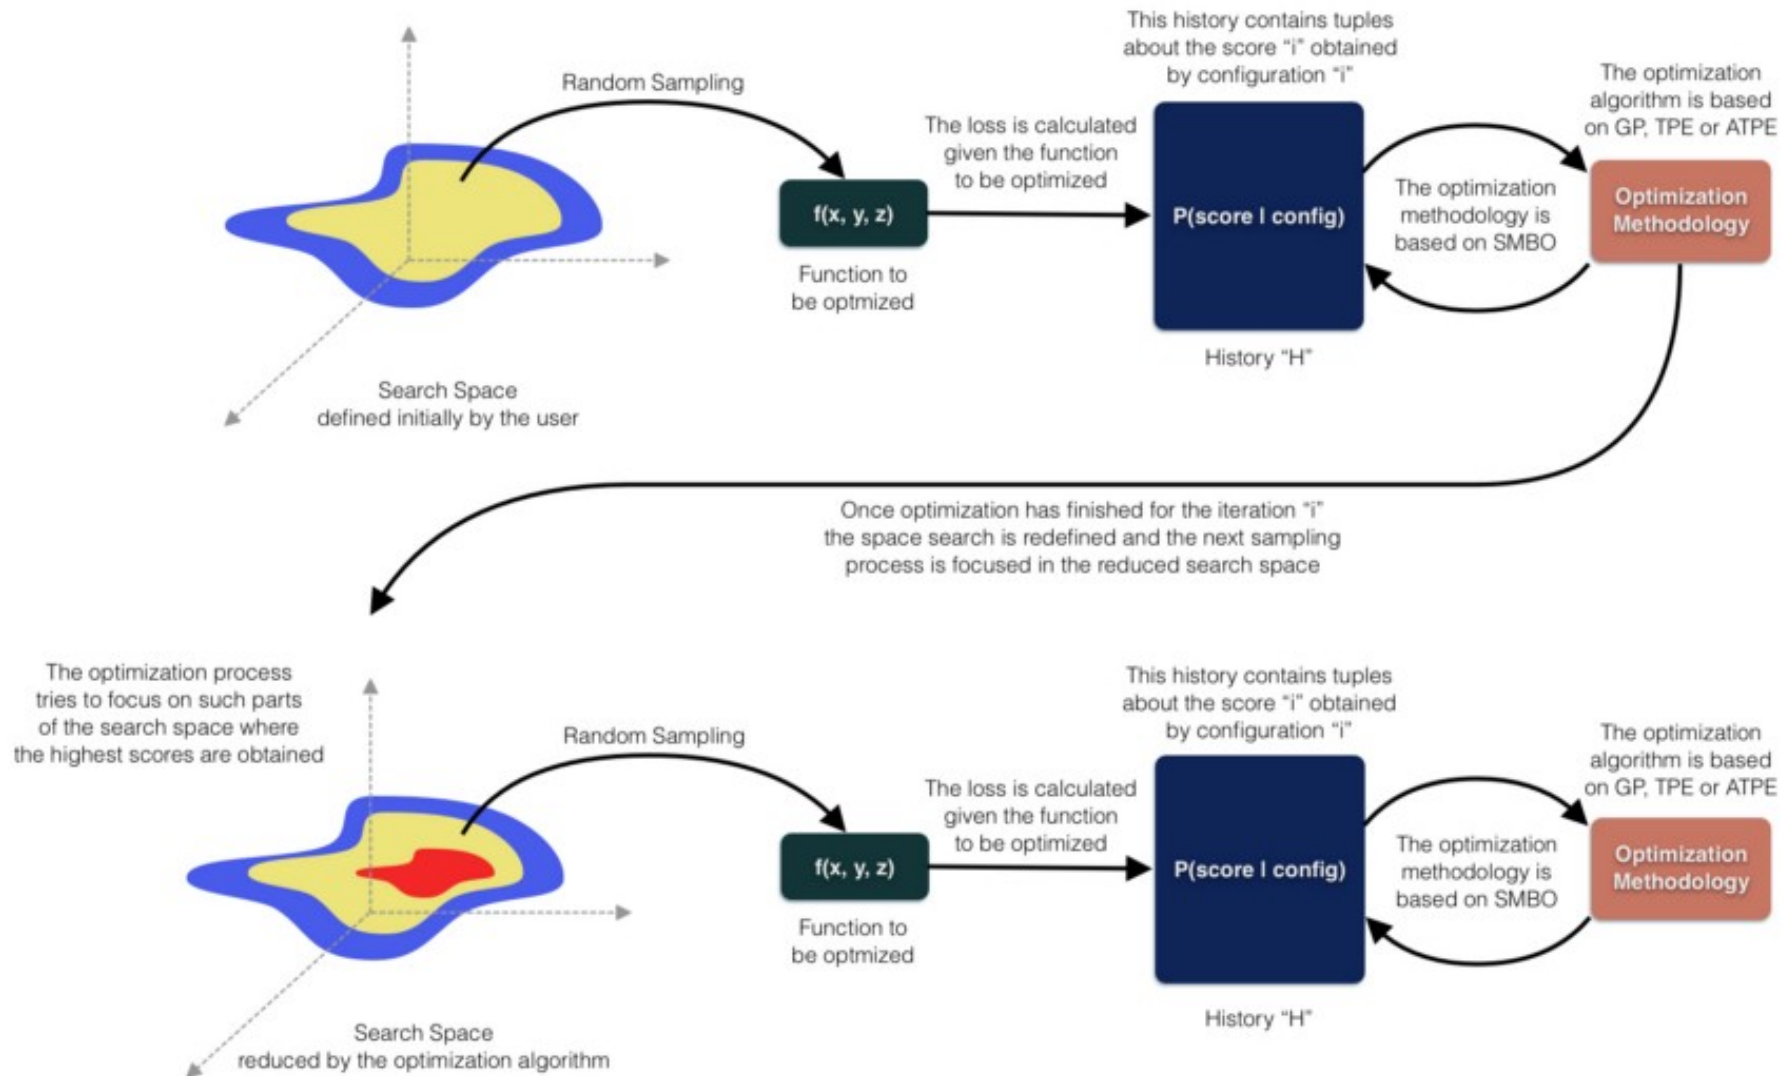 This history contains tuples
about the score “i” obtained
by configuration “i”
Random Sampling
The optimization
algorithm is based
on GP, TPE or ATPE
The loss is calculated
given the function
to be optimized
f(x, y, z)
P(score I config)
The optimization
methodology is
based on SMBO
Optimization
Methodology
Function to
be optmized
History “H”
Search Space
defined initially by the user
Once optimization has finished for the iteration “i”
the space search is redefined and the next sampling
process is focused in the reduced search space
The optimization process
tries to focus on such parts
of the search space where
the highest scores are obtained
Random Sampling
This history contains tuples
about the score “i” obtained
by configuration “i”
The optimization
algorithm is based
on GP, TPE or ATPE
The loss is calculated
given the function
to be optimized
f(x, y, z)
P(score I config)
The optimization
methodology is
based on SMBO
Optimization
Methodology
Function to
be optmized
History “H”
Search Space
reduced by the optimization algorithm